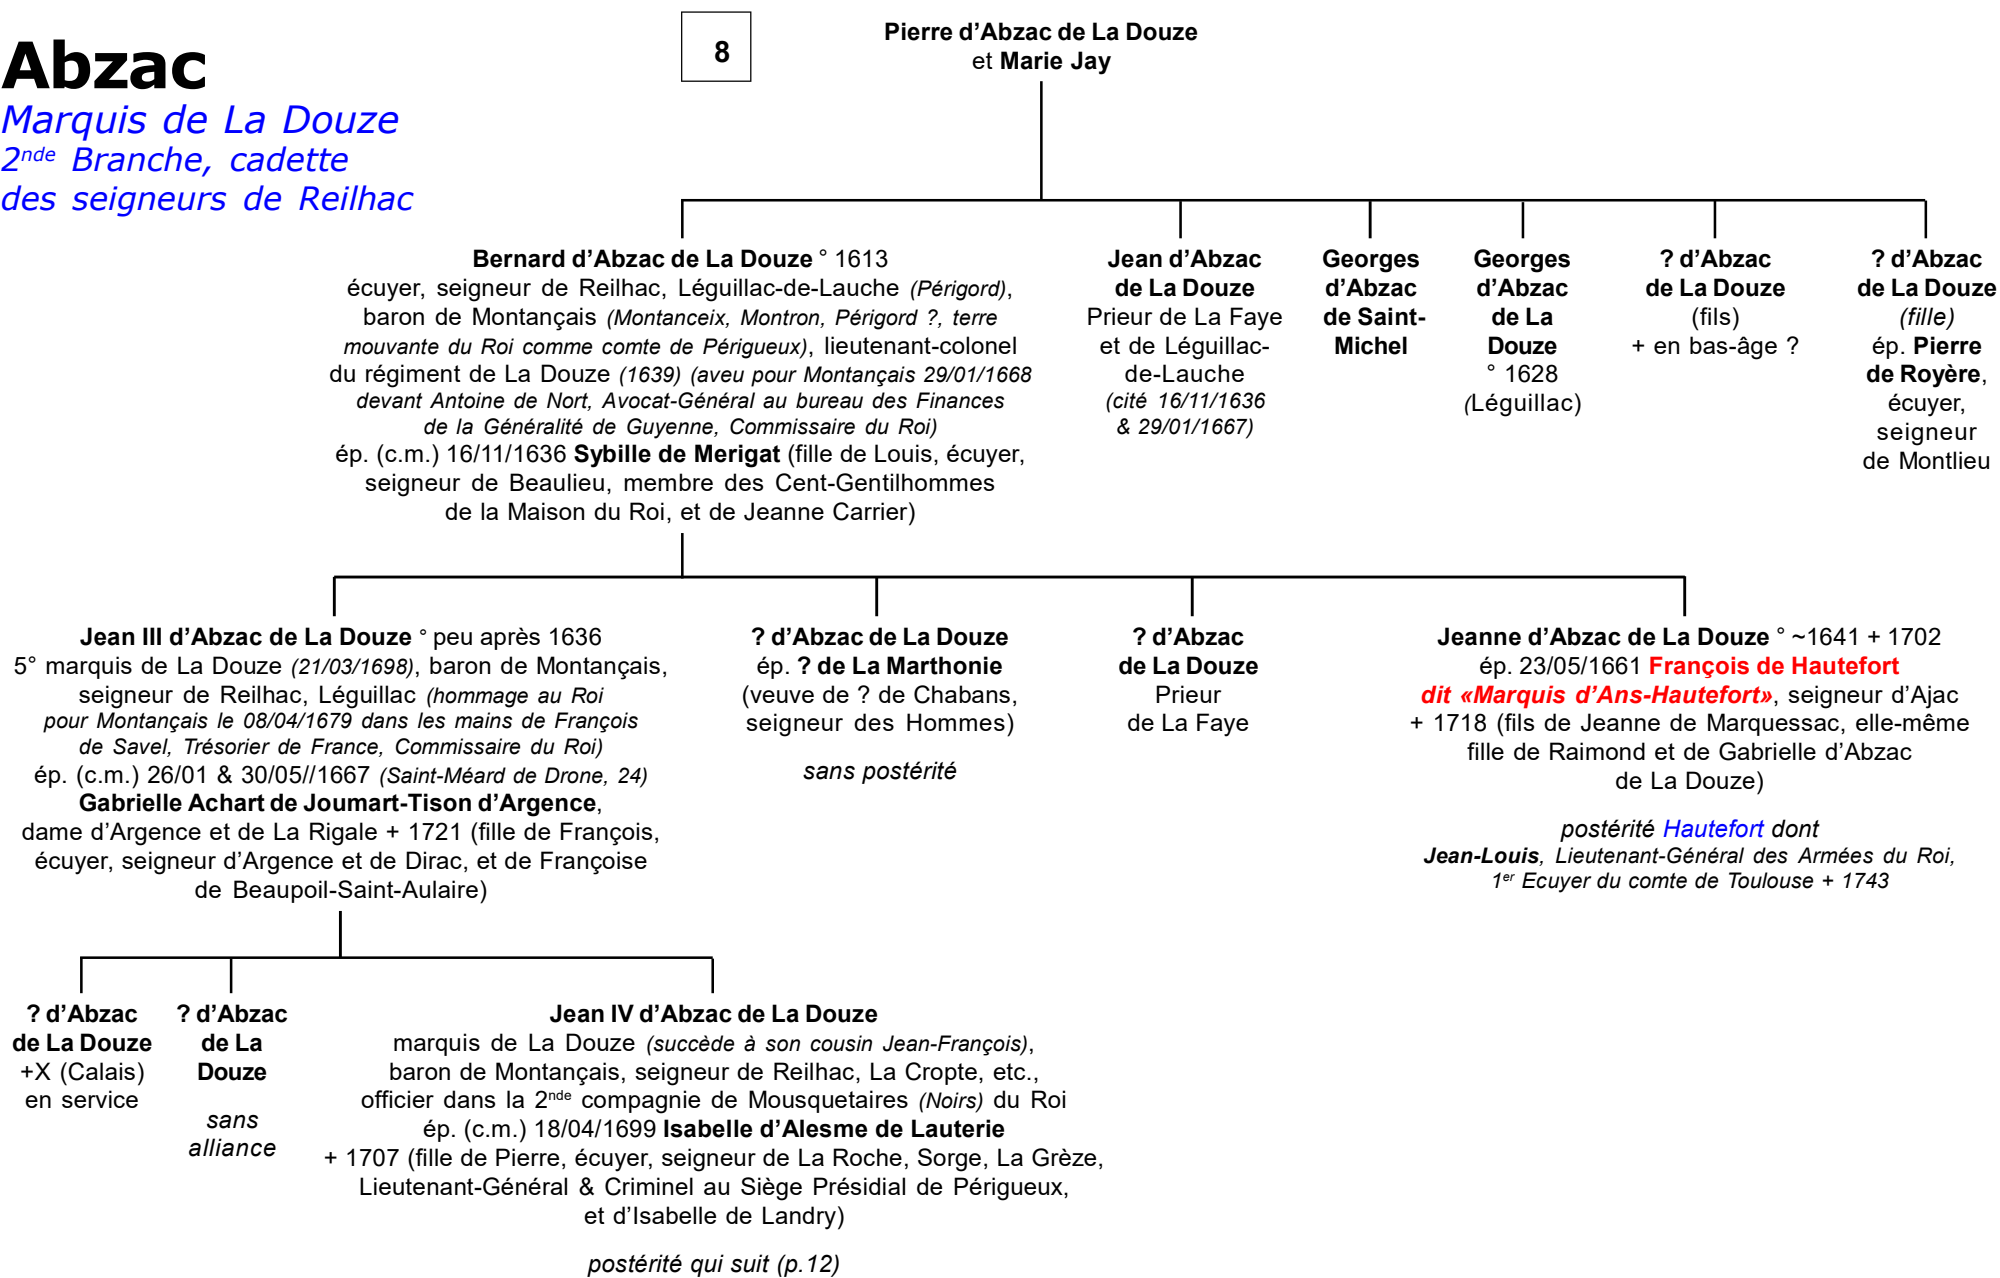 Abzac
Marquis de La Douze
2nde Branche, cadette
des seigneurs de Reilhac
8
Pierre d’Abzac de La Douze
et Marie Jay
Bernard d’Abzac de La Douze ° 1613
écuyer, seigneur de Reilhac, Léguillac-de-Lauche (Périgord),
baron de Montançais (Montanceix, Montron, Périgord ?, terre
mouvante du Roi comme comte de Périgueux), lieutenant-colonel
du régiment de La Douze (1639) (aveu pour Montançais 29/01/1668
devant Antoine de Nort, Avocat-Général au bureau des Finances
de la Généralité de Guyenne, Commissaire du Roi)
ép. (c.m.) 16/11/1636 Sybille de Merigat (fille de Louis, écuyer,
seigneur de Beaulieu, membre des Cent-Gentilhommes
de la Maison du Roi, et de Jeanne Carrier)
Jean d’Abzac
de La Douze
Prieur de La Faye
et de Léguillac-
de-Lauche
(cité 16/11/1636
& 29/01/1667)
Georges
d’Abzac
de Saint-
Michel
Georges
d’Abzac
de La
Douze
° 1628
(Léguillac)
? d’Abzac
de La Douze
(fils)
+ en bas-âge ?
? d’Abzac
de La Douze
(fille)
ép. Pierre
de Royère,
écuyer,
seigneur
de Montlieu
Jean III d’Abzac de La Douze ° peu après 1636
5° marquis de La Douze (21/03/1698), baron de Montançais,
seigneur de Reilhac, Léguillac (hommage au Roi
pour Montançais le 08/04/1679 dans les mains de François
de Savel, Trésorier de France, Commissaire du Roi)
ép. (c.m.) 26/01 & 30/05//1667 (Saint-Méard de Drone, 24)
Gabrielle Achart de Joumart-Tison d’Argence,
dame d’Argence et de La Rigale + 1721 (fille de François,
écuyer, seigneur d’Argence et de Dirac, et de Françoise
de Beaupoil-Saint-Aulaire)
? d’Abzac de La Douze
ép. ? de La Marthonie
(veuve de ? de Chabans,
seigneur des Hommes)
sans postérité
? d’Abzac
de La Douze
Prieur
de La Faye
Jeanne d’Abzac de La Douze ° ~1641 + 1702
ép. 23/05/1661 François de Hautefort
dit «Marquis d’Ans-Hautefort», seigneur d’Ajac
+ 1718 (fils de Jeanne de Marquessac, elle-même
fille de Raimond et de Gabrielle d’Abzac
de La Douze)
postérité Hautefort dont
Jean-Louis, Lieutenant-Général des Armées du Roi,
1er Ecuyer du comte de Toulouse + 1743
? d’Abzac
de La Douze
+X (Calais)
en service
? d’Abzac
de La
Douze
sans
alliance
Jean IV d’Abzac de La Douze
marquis de La Douze (succède à son cousin Jean-François),
baron de Montançais, seigneur de Reilhac, La Cropte, etc.,
officier dans la 2nde compagnie de Mousquetaires (Noirs) du Roi
ép. (c.m.) 18/04/1699 Isabelle d’Alesme de Lauterie
+ 1707 (fille de Pierre, écuyer, seigneur de La Roche, Sorge, La Grèze,
Lieutenant-Général & Criminel au Siège Présidial de Périgueux,
et d’Isabelle de Landry)
postérité qui suit (p.12)